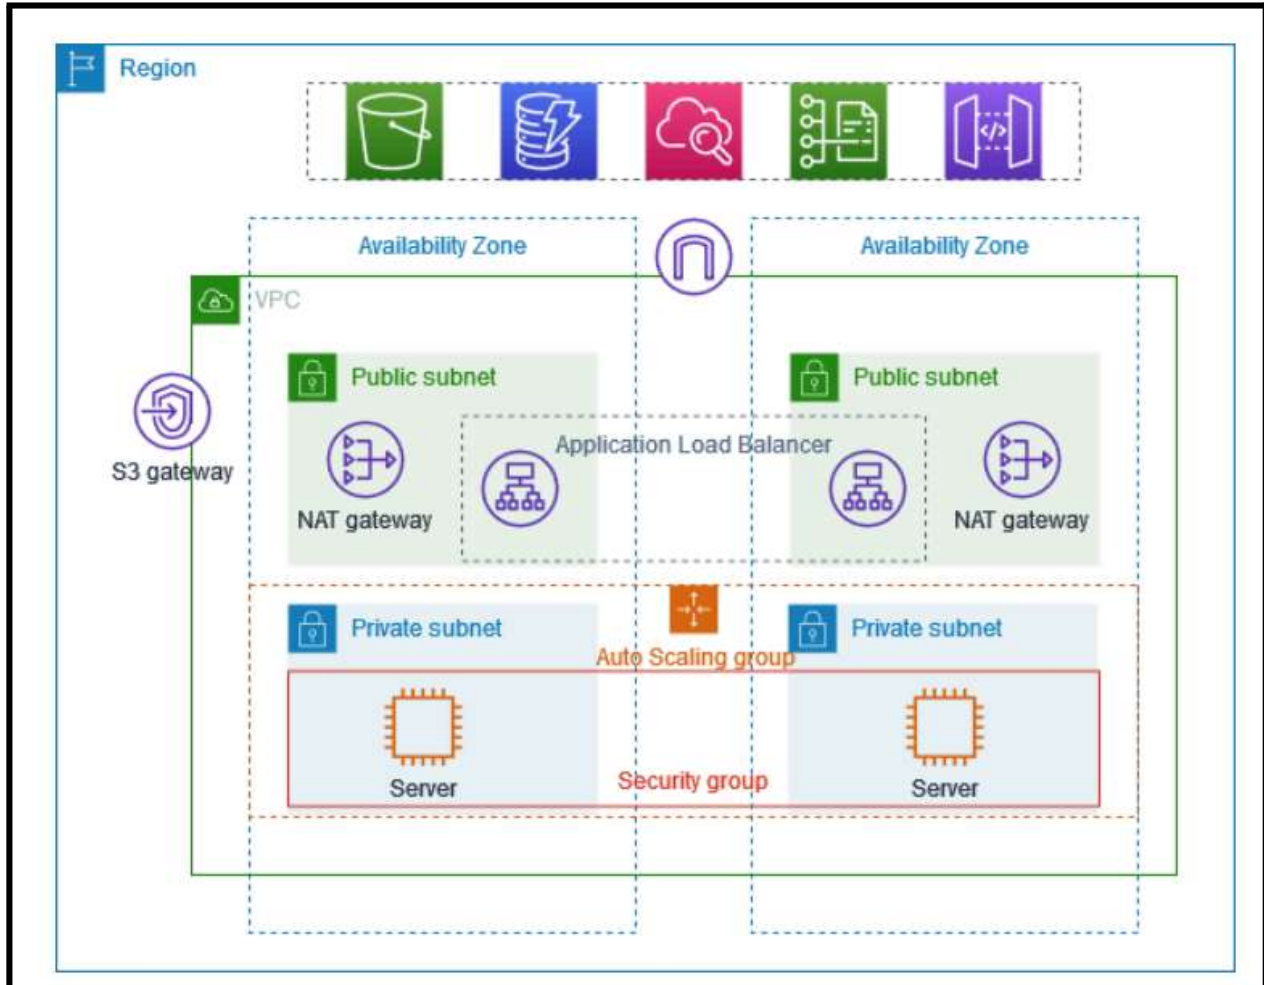 Region
Availability Zone
Availability Zone
VPC
Public subnet
Public subnet
Application Load Balancer
S3 gateway
NAT gateway
NAT gateway
Private subnet
Private subnet
Auto Scaling group
Security group
Server
Server